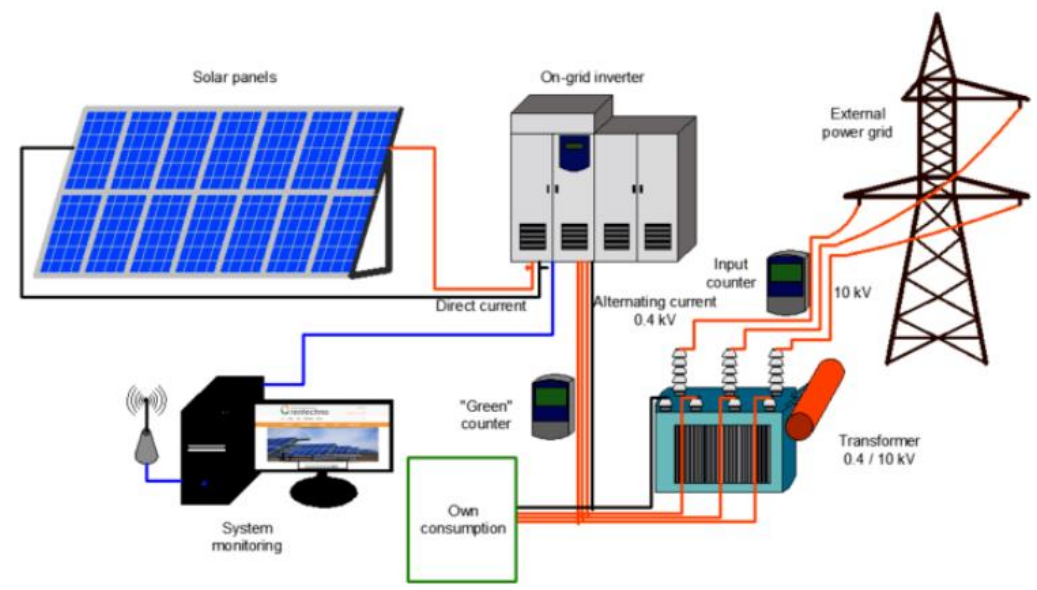 Solar panels
On-grid inverter
External
power grid
Input
counter
10 kV
Direct current
Alternating current
0.4 kV
"Green"
counter
rentechno
Transformer
0.4 / 10 kV
Own
consumption
System
monitoring